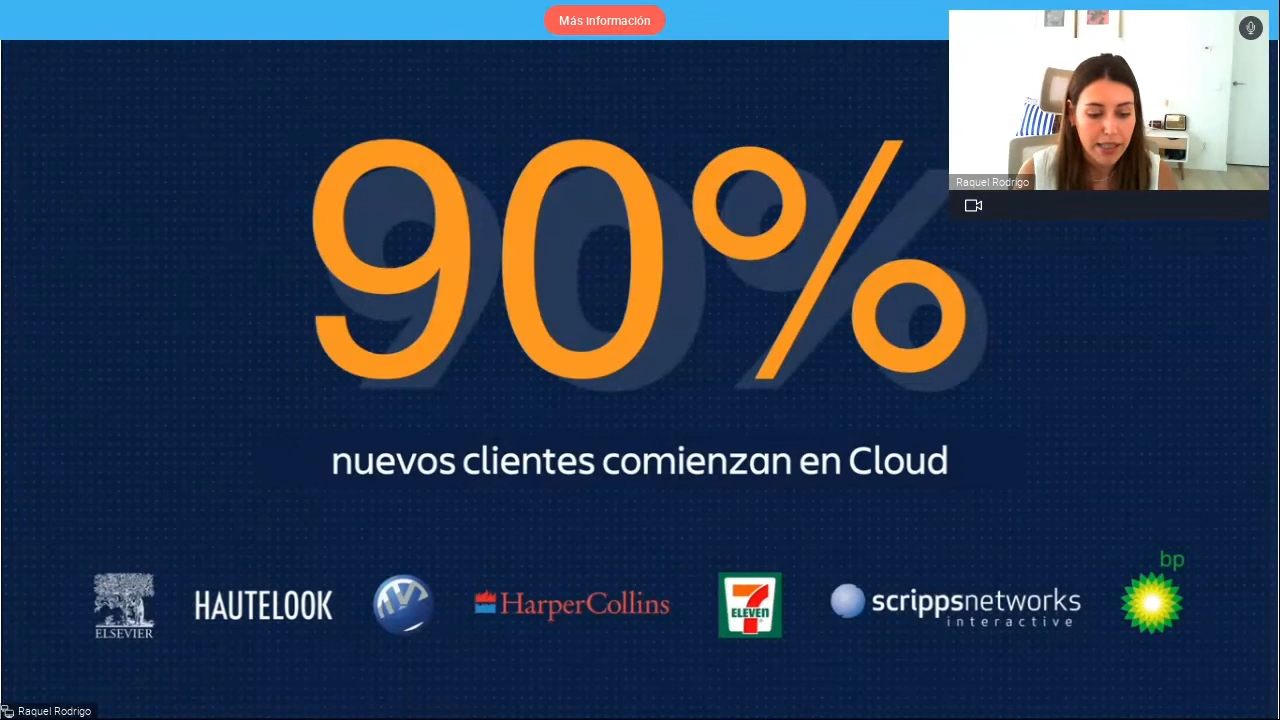 Más información
Raquel Rodrigo
90%
nuevos clientes comienzan en Cloud
ELSEVIER
HAUTELOOK
HarperCollins
7
ELEVEN
scrippsnetworks
interactive
bp
Raquel Rodrigo